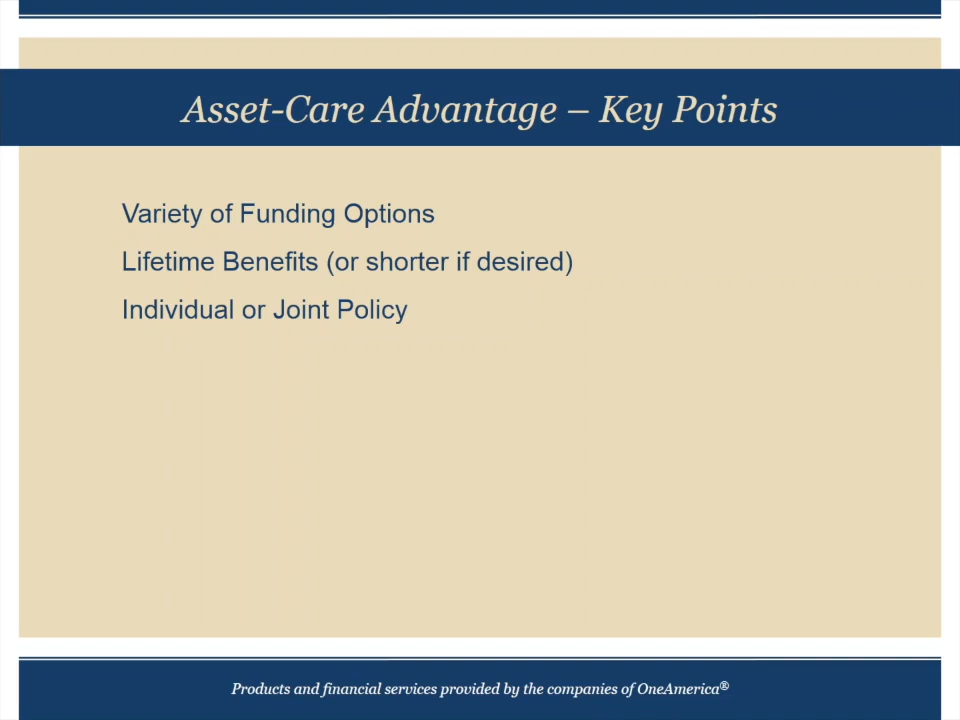 Asset-Care Advantage – Key Points
Variety of Funding Options
Lifetime Benefits (or shorter if desired)
Individual or Joint Policy
Products and financial services provided by the companies of OneAmerica®